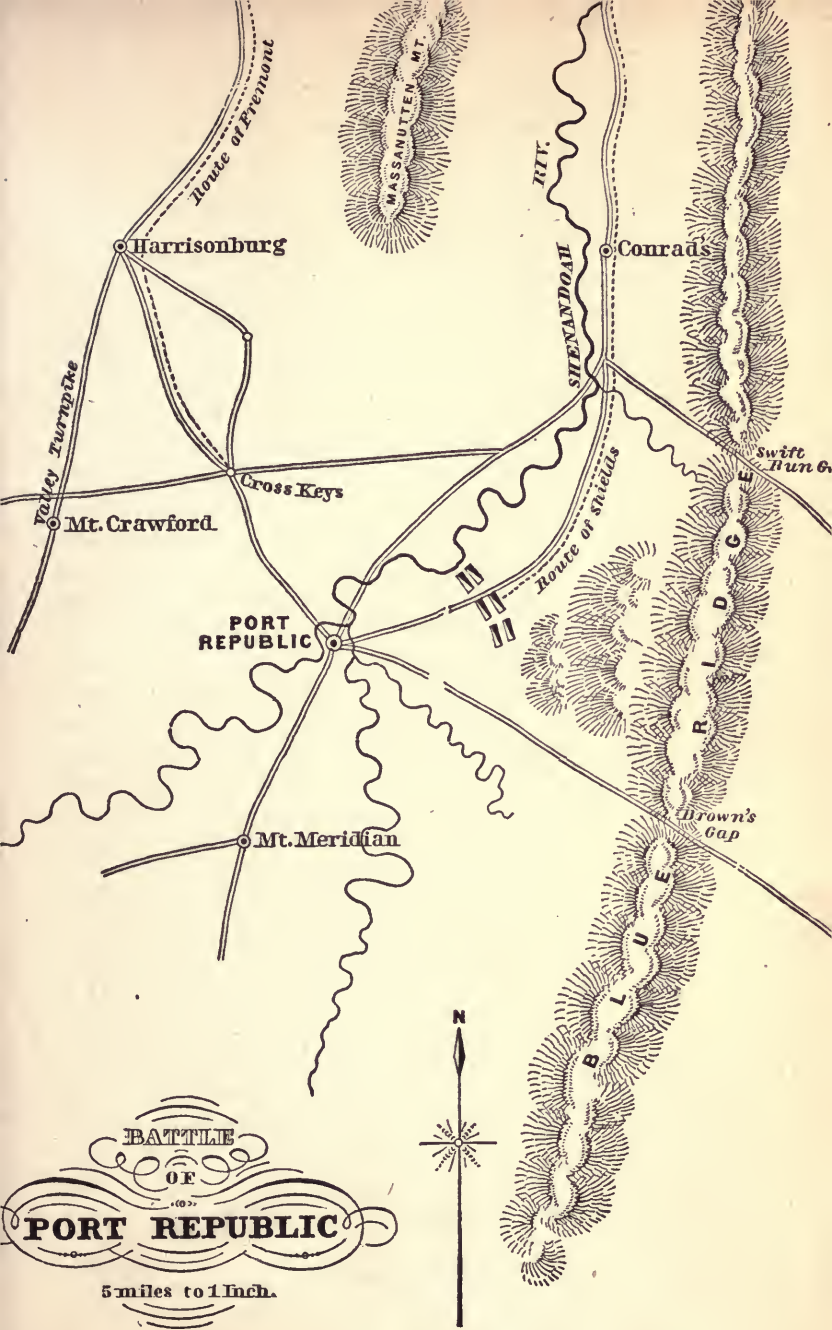 MASSANUTTEN MT.
Route of Fremont
RIV.
SHENANDOAH
Harrisonburg
Conrad's
Valley Turnpike
Swift
Run G
Cross Keys
Mt. Crawford
Route of Shields
PORT
REPUBLIC
BLUE RIDGE
Brown's
Gap
Mt. Meridian
N
BATTLE
OF
PORT REPUBLIC
5 miles to 1 Inch.